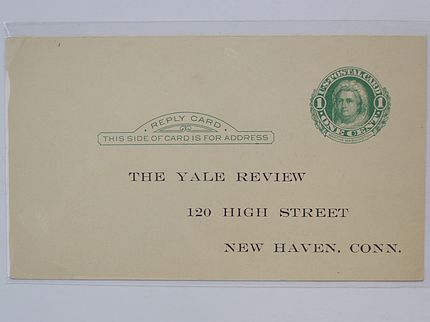 REPLY CARD
THIS SIDE OF CARD IS FOR ADDRESS
U.S. POSTAL CARD
1 1
ONE CENT
THE YALE REVIEW
120 HIGH STREET
NEW HAVEN. CONN.